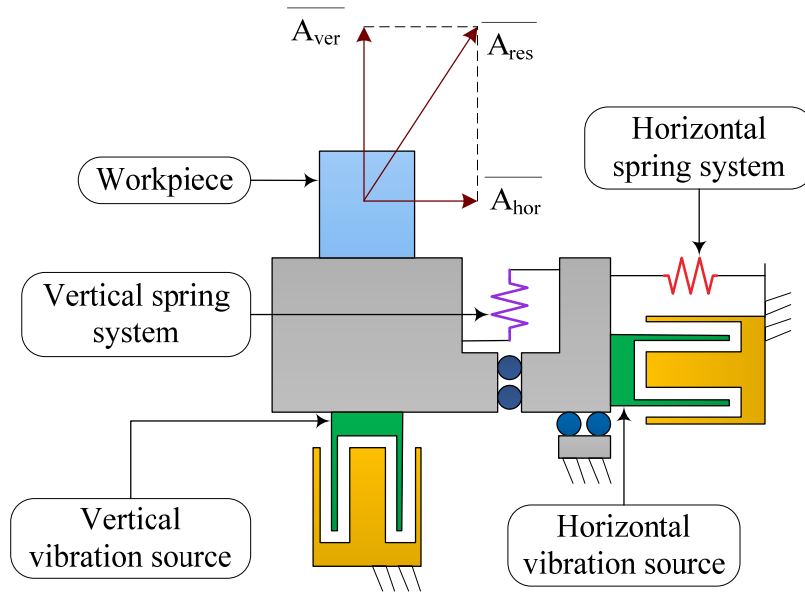 A_ver
A_res
Horizontal
spring system
Workpiece
A_hor
Vertical spring
system
Vertical
vibration source
Horizontal
vibration source